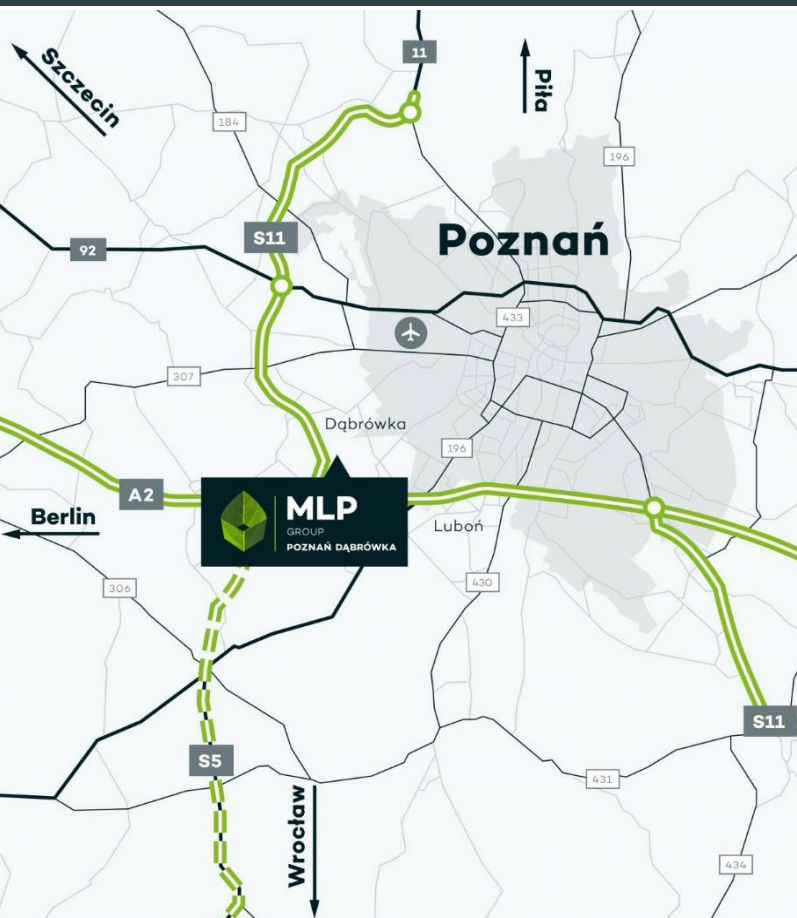 11
Szczecin
Piła
184
196
S11
Poznań
92
433
307
Dąbrówka
196
A2
MLP
GROUP
POZNAŃ DĄBRÓWKA
Berlin
Luboń
306
430
S11
S5
431
Wrocław
434